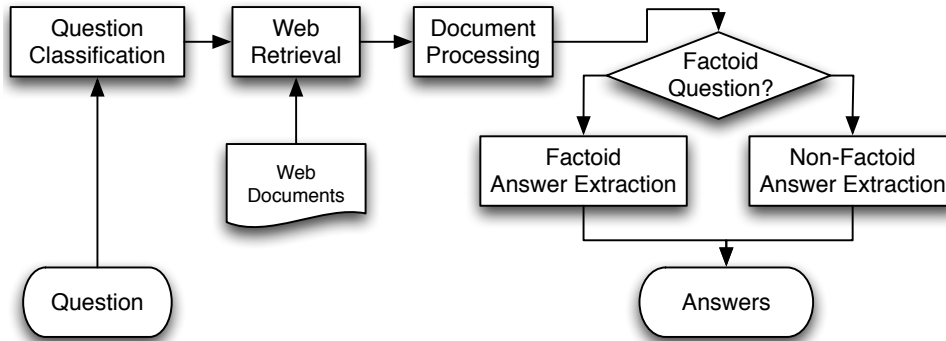 Question
Classification
Web
Retrieval
Document
Processing
Factoid
Question?
Web
Documents
Factoid
Answer Extraction
Non-Factoid
Answer Extraction
Question
Answers